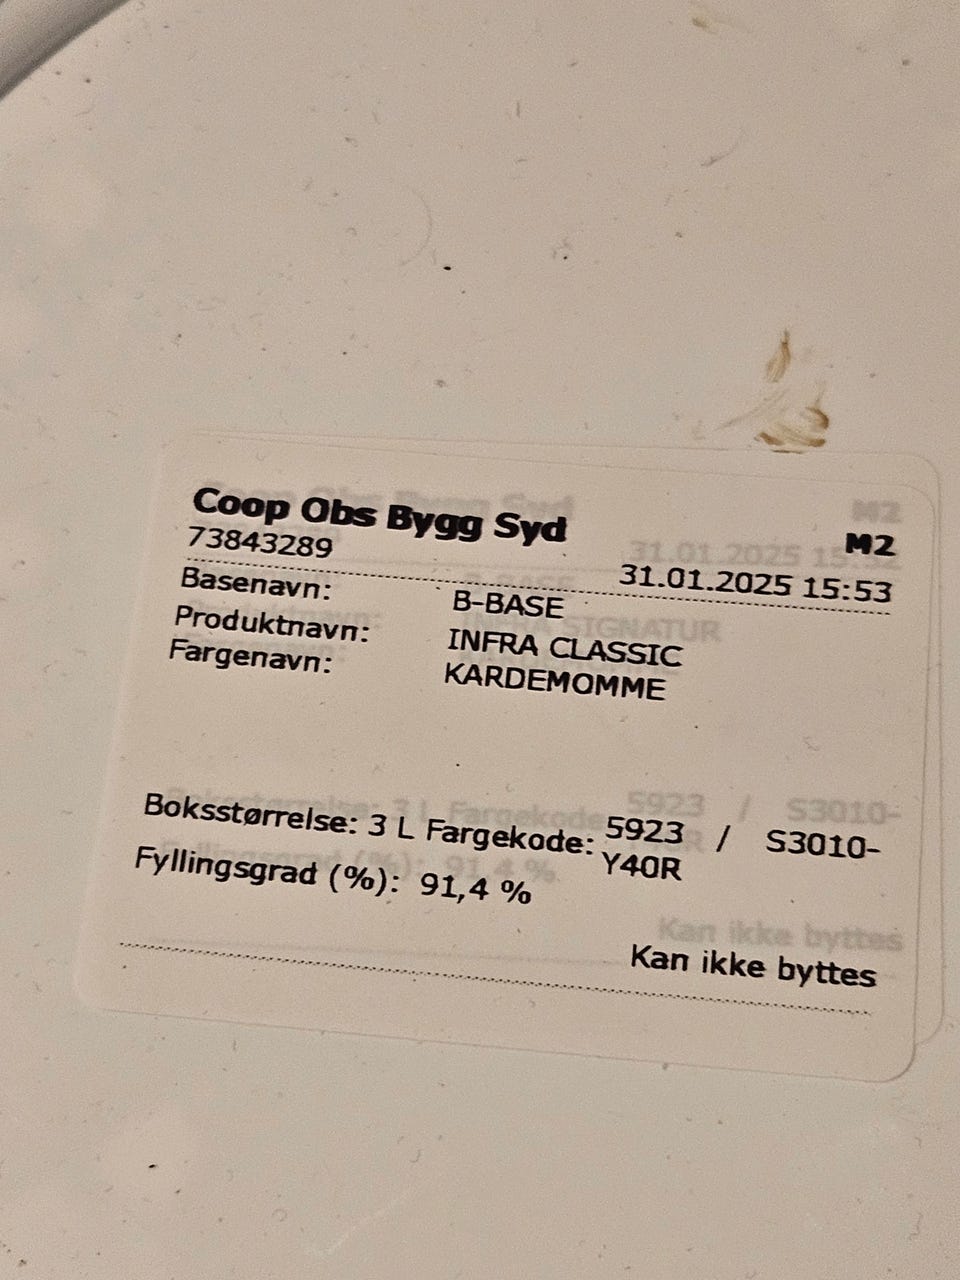 Coop Obs Bygg Syd M2
73843289 31.01.2025 15:53
Basenavn: B-BASE
Produktnavn: INFRA CLASSIC
Fargenavn: KARDEMOMME
Boksstørrelse: 3 L Fargekode: 5923 / S3010-
Y40R
Fyllingsgrad (%): 91,4 %
Kan ikke byttes